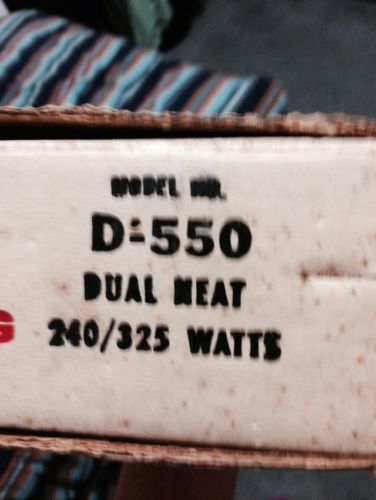 MODEL NO.
D-550
DUAL HEAT
G
240/325 WATTS